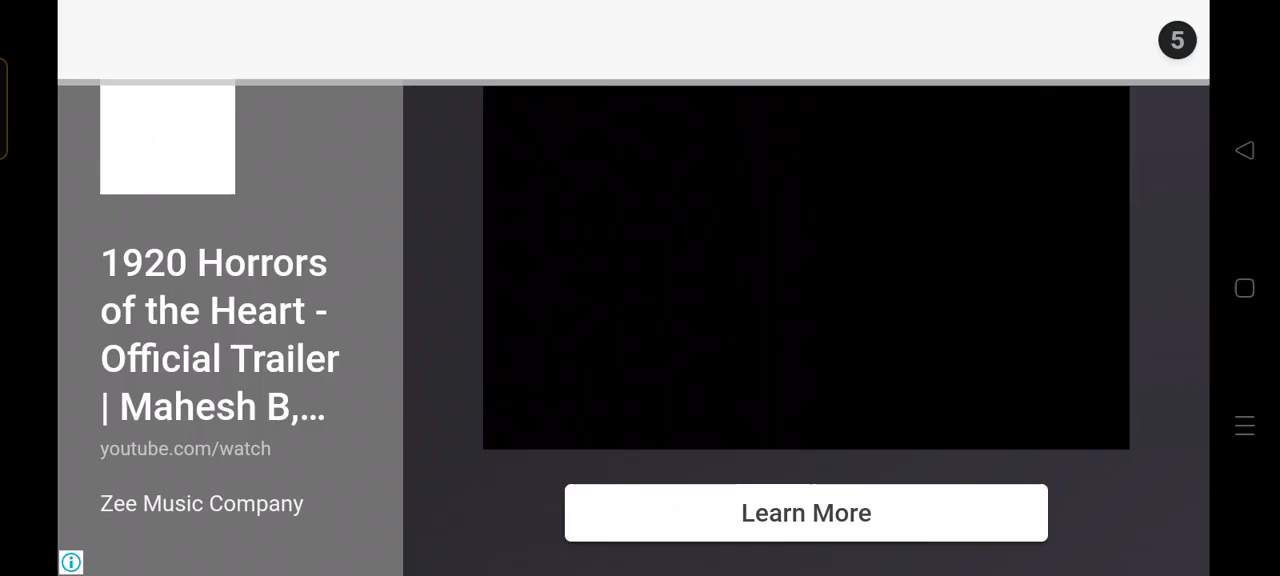 5
1920 Horrors
of the Heart -
Official Trailer
| Mahesh B,...
youtube.com/watch
Zee Music Company
Learn More